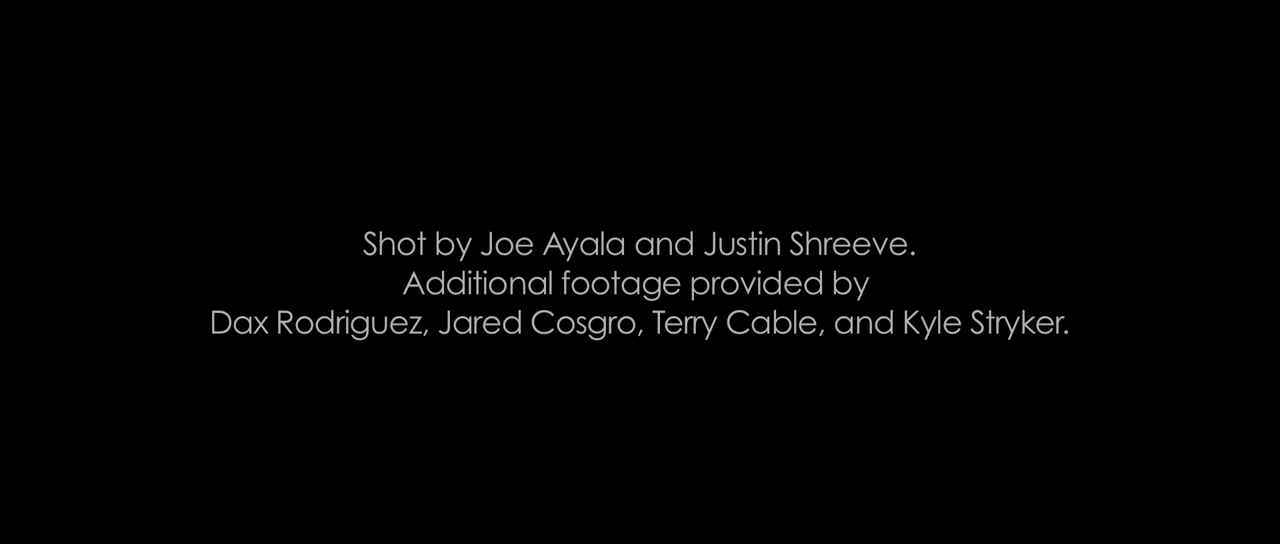 Shot by Joe Ayala and Justin Shreeve.
Additional footage provided by
Dax Rodriguez, Jared Cosgro, Terry Cable, and Kyle Stryker.